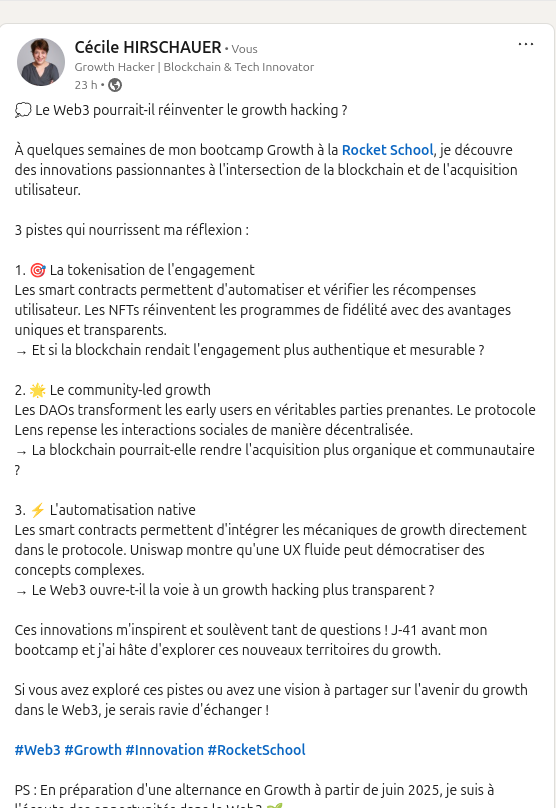 Cécile HIRSCHAUER • Vous
Growth Hacker | Blockchain & Tech Innovator
23 h •
💭 Le Web3 pourrait-il réinventer le growth hacking ?
À quelques semaines de mon bootcamp Growth à la Rocket School, je découvre
des innovations passionnantes à l'intersection de la blockchain et de l'acquisition
utilisateur.
3 pistes qui nourrissent ma réflexion :
1. 🎯 La tokenisation de l'engagement
Les smart contracts permettent d'automatiser et vérifier les récompenses
utilisateur. Les NFTs réinventent les programmes de fidélité avec des avantages
uniques et transparents.
→ Et si la blockchain rendait l'engagement plus authentique et mesurable ?
2. 🌟 Le community-led growth
Les DAOs transforment les early users en véritables parties prenantes. Le protocole
Lens repense les interactions sociales de manière décentralisée.
→ La blockchain pourrait-elle rendre l'acquisition plus organique et communautaire
?
3. ⚡ L'automatisation native
Les smart contracts permettent d'intégrer les mécaniques de growth directement
dans le protocole. Uniswap montre qu'une UX fluide peut démocratiser des
concepts complexes.
→ Le Web3 ouvre-t-il la voie à un growth hacking plus transparent ?
Ces innovations m'inspirent et soulèvent tant de questions ! J-41 avant mon
bootcamp et j'ai hâte d'explorer ces nouveaux territoires du growth.
Si vous avez exploré ces pistes ou avez une vision à partager sur l'avenir du growth
dans le Web3, je serais ravie d'échanger !
#Web3 #Growth #Innovation #RocketSchool
PS : En préparation d'une alternance en Growth à partir de juin 2025, je suis à
l'écoute des opportunités dans le Web3 🌱